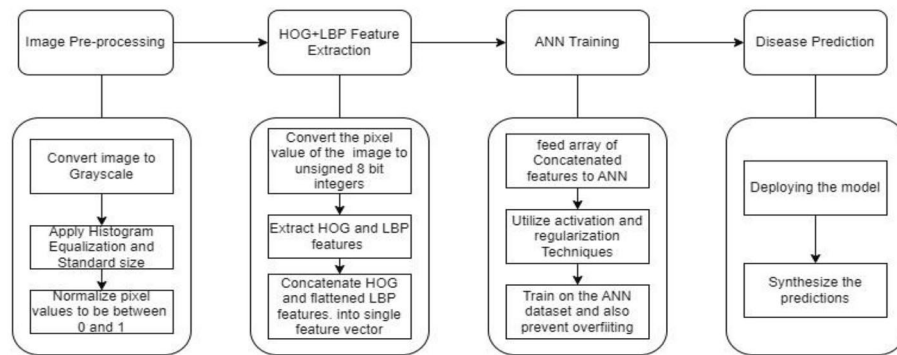 Image Pre-processing
HOG+LBP Feature
Extraction
ANN Training
Disease Prediction
Convert image to
Grayscale
Apply Histogram
Equalization and
Standard size
Normalize pixel
values to be between
0 and 1
Convert the pixel
value of the image to
unsigned 8 bit
integers
Extract HOG and LBP
features
Concatenate HOG
and flattened LBP
features. into single
feature vector
feed array of
Concatenated
features to ANN
Utilize activation and
regularization
Techniques
Train on the ANN
dataset and also
prevent overfiiting
Deploying the model
Synthesize the
predictions